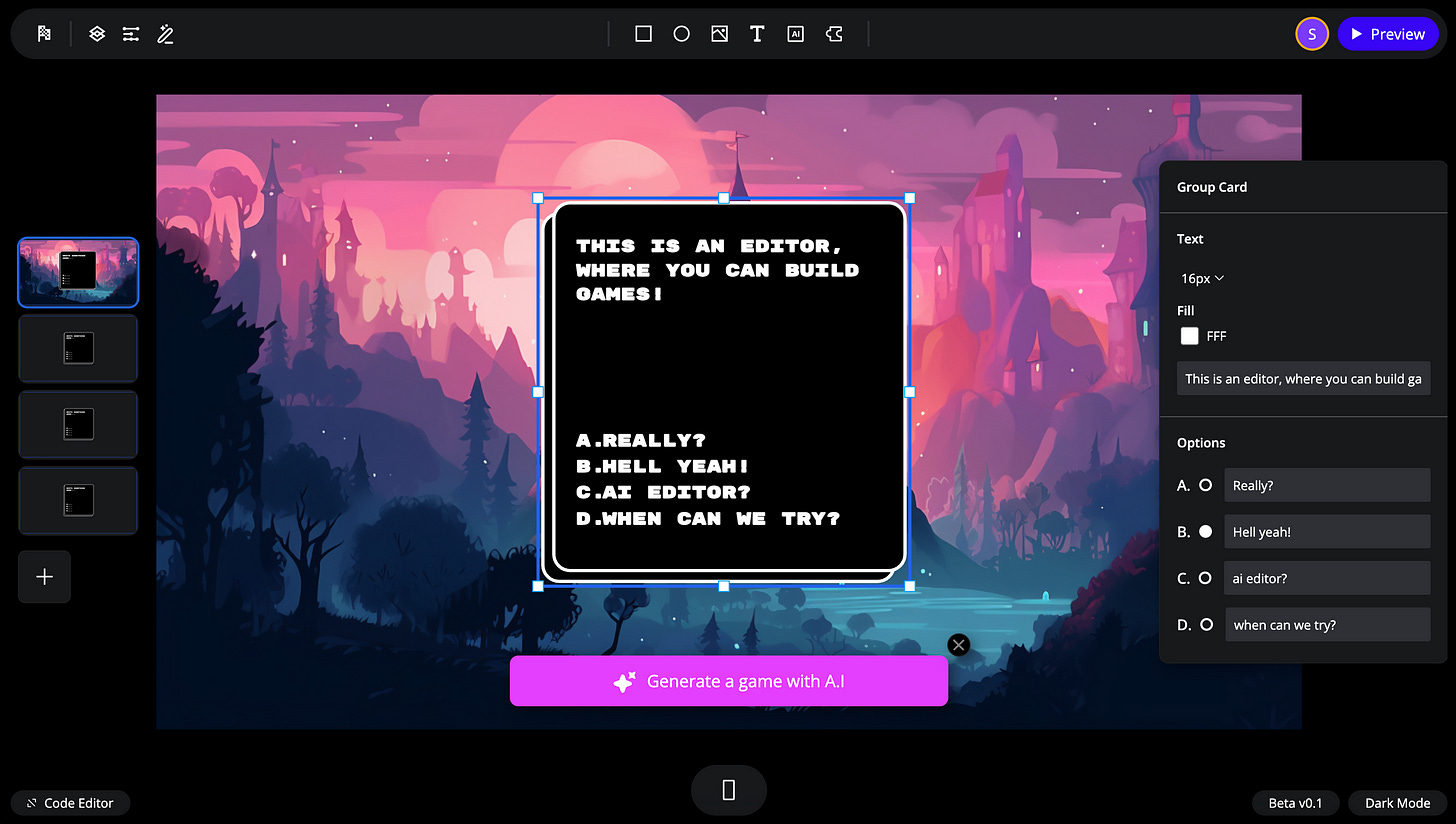 AI
S
Preview
THIS IS AN EDITOR,
WHERE YOU CAN BUILD
GAMES!
A.REALLY?
B.HELL YEAH!
C.AI EDITOR?
D.WHEN CAN WE TRY?
Generate a game with A.I
Group Card
Text
16px
Fill
FFF
This is an editor, where you can build ga
Options
A. Really?
B. Hell yeah!
C. ai editor?
D. when can we try?
Code Editor
Beta v0.1
Dark Mode